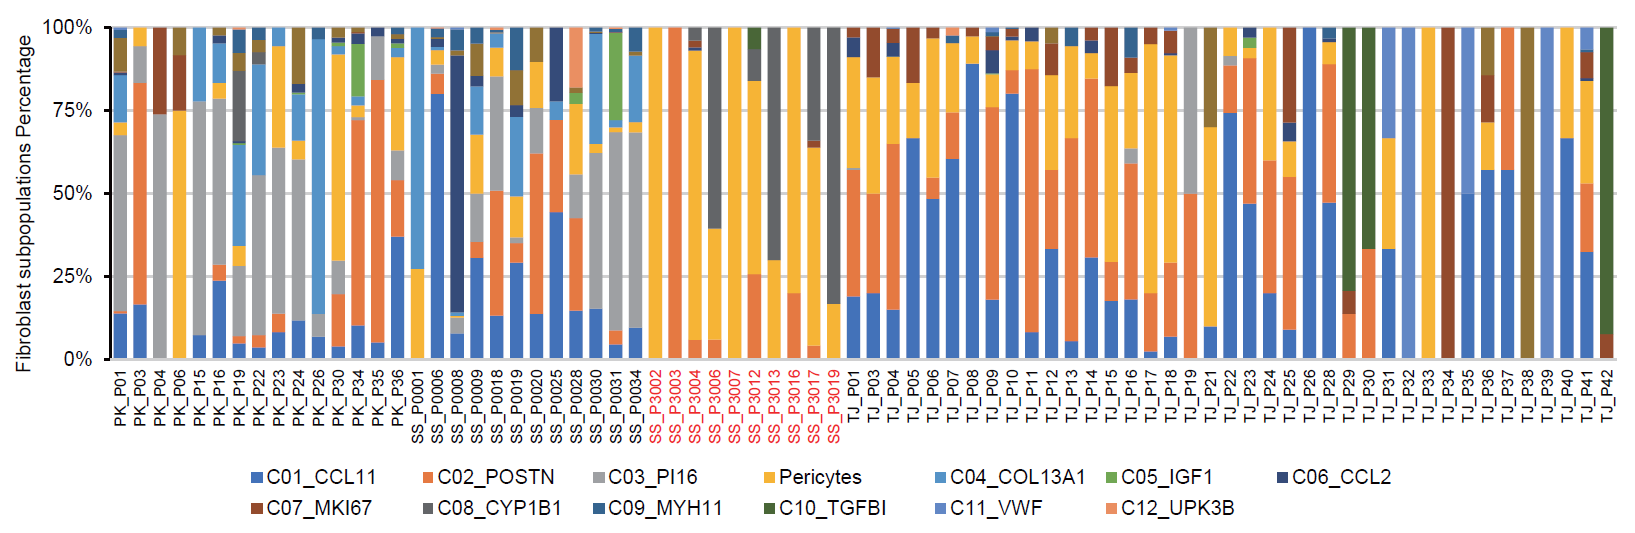 Fibroblast subpopulations Percentage
100%
75%
50%
25%
0%
PK_P01
PK_P03
PK_P04
PK_P06
PK_P15
PK_P16
PK_P19
PK_P22
PK_P23
PK_P24
PK_P26
PK_P30
PK_P34
PK_P35
PK_P36
SS_P0001
SS_P0006
SS_P0008
SS_P0009
SS_P0018
SS_P0019
SS_P0020
SS_P0025
SS_P0028
SS_P0030
SS_P0031
SS_P0034
SS_P3002
SS_P3003
SS_P3004
SS_P3006
SS_P3007
SS_P3012
SS_P3013
SS_P3016
SS_P3017
SS_P3019
TJ_P01
TJ_P03
TJ_P04
TJ_P05
TJ_P06
TJ_P07
TJ_P08
TJ_P09
TJ_P10
TJ_P11
TJ_P12
TJ_P13
TJ_P14
TJ_P15
TJ_P16
TJ_P17
TJ_P18
TJ_P19
TJ_P21
TJ_P22
TJ_P23
TJ_P24
TJ_P25
TJ_P26
TJ_P28
TJ_P29
TJ_P30
TJ_P31
TJ_P32
TJ_P33
TJ_P34
TJ_P35
TJ_P36
TJ_P37
TJ_P38
TJ_P39
TJ_P40
TJ_P41
TJ_P42
C01_CCL11 C02_POSTN C03_PI16 Pericytes C04_COL13A1 C05_IGF1 C06_CCL2
C07_MKI67 C08_CYP1B1 C09_MYH11 C10_TGFBI C11_VWF C12_UPK3B